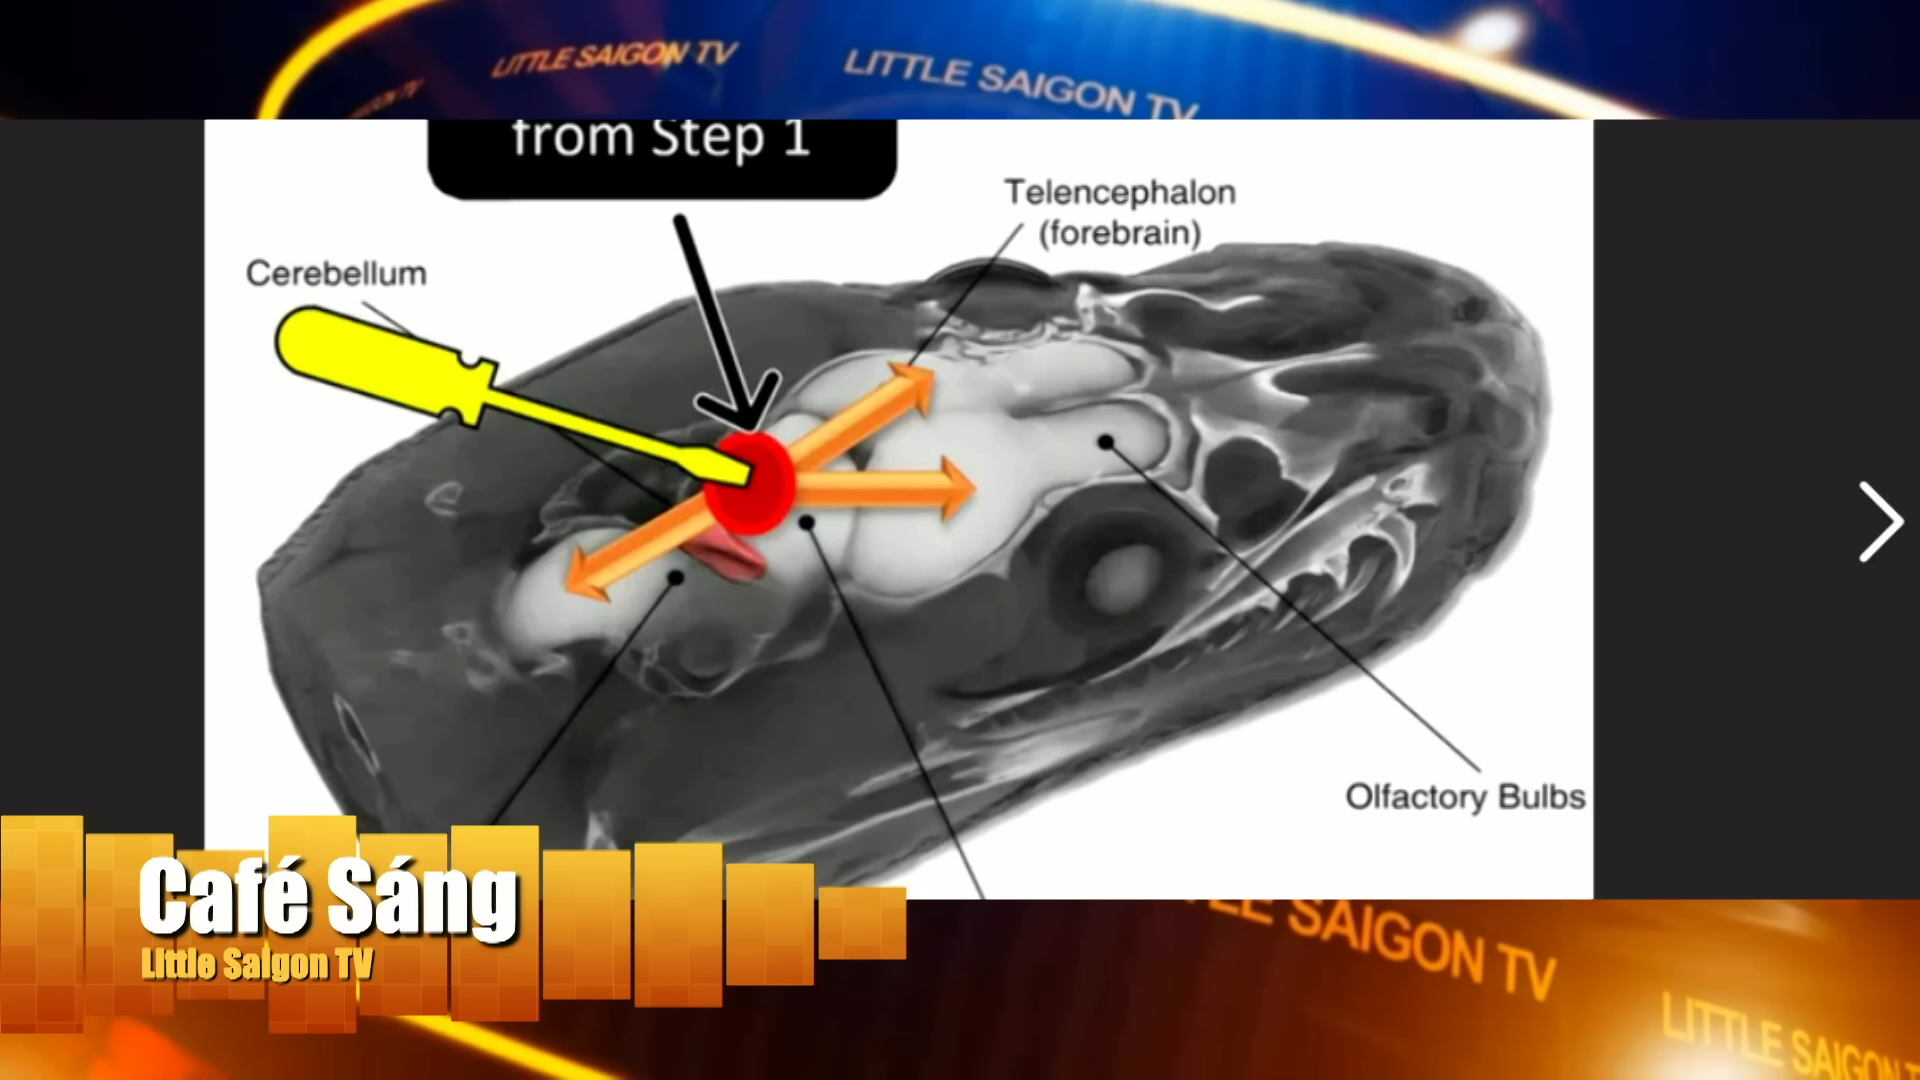 LITTLE SAIGON TV
LITTLE SAIGON TV
from Step 1
Telencephalon
(forebrain)
Cerebellum
Olfactory Bulbs
Café Sáng
Little Saigon TV
SAIGON TV
LITTLE SAIGON